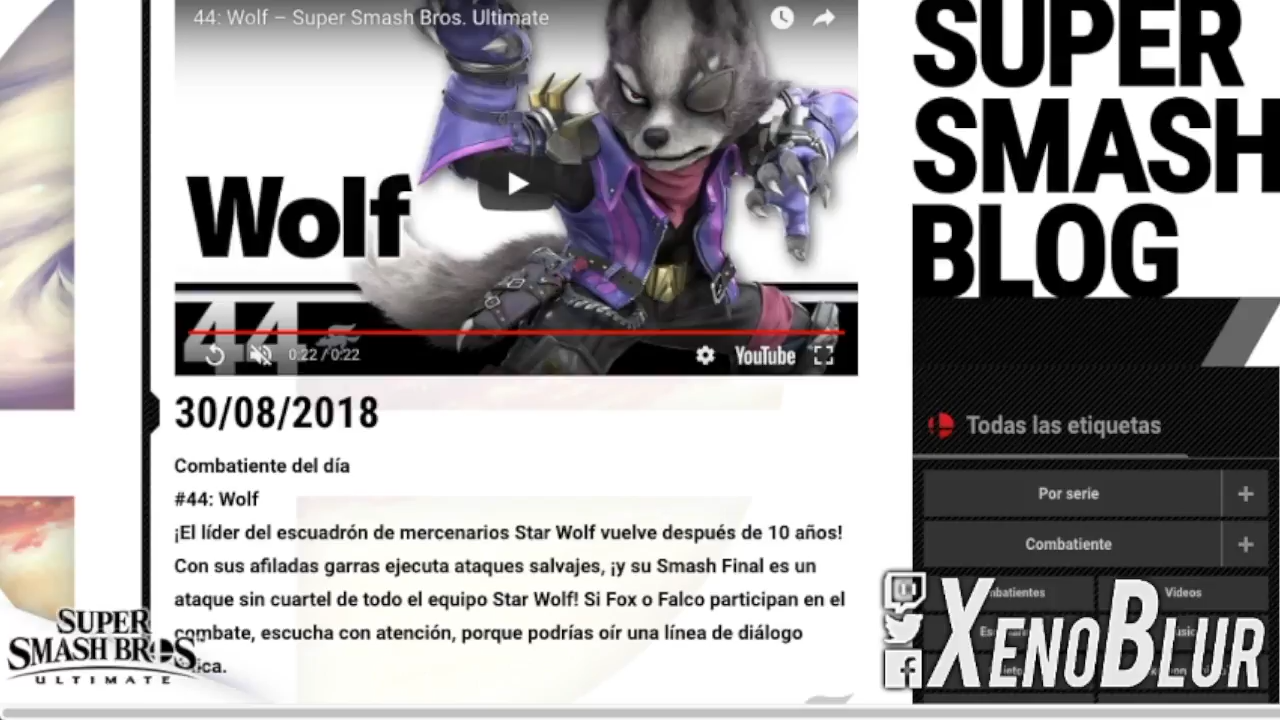 44: Wolf – Super Smash Bros. Ultimate
Wolf
44
0:22 / 0:22
YouTube
30/08/2018
Combatiente del día
#44: Wolf
¡El líder del escuadrón de mercenarios Star Wolf vuelve después de 10 años!
Con sus afiladas garras ejecuta ataques salvajes, ¡y su Smash Final es un
ataque sin cuartel de todo el equipo Star Wolf! Si Fox o Falco participan en el
combate, escucha con atención, porque podrías oír una línea de diálogo
SUPER
SMASH
BLOG
Todas las etiquetas
Por serie
Combatiente
Videos
SUPER
SMASH BROS
ULTIMATE
XENOBLUR